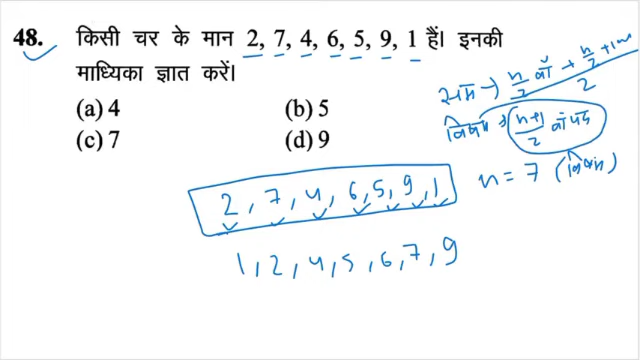 48. किसी चर के मान 2, 7, 4, 6, 5, 9, 1 हैं। इनकी
माध्यिका ज्ञात करें।
(a) 4 (b) 5
(c) 7 (d) 9
सम → n/2 वाँ + n/2 + 1वाँ
2
विषम → n+1/2 वाँ पद
n = 7 (विषम)
2, 7, 4, 6, 5, 9, 1
1, 2, 4, 5, 6, 7, 9